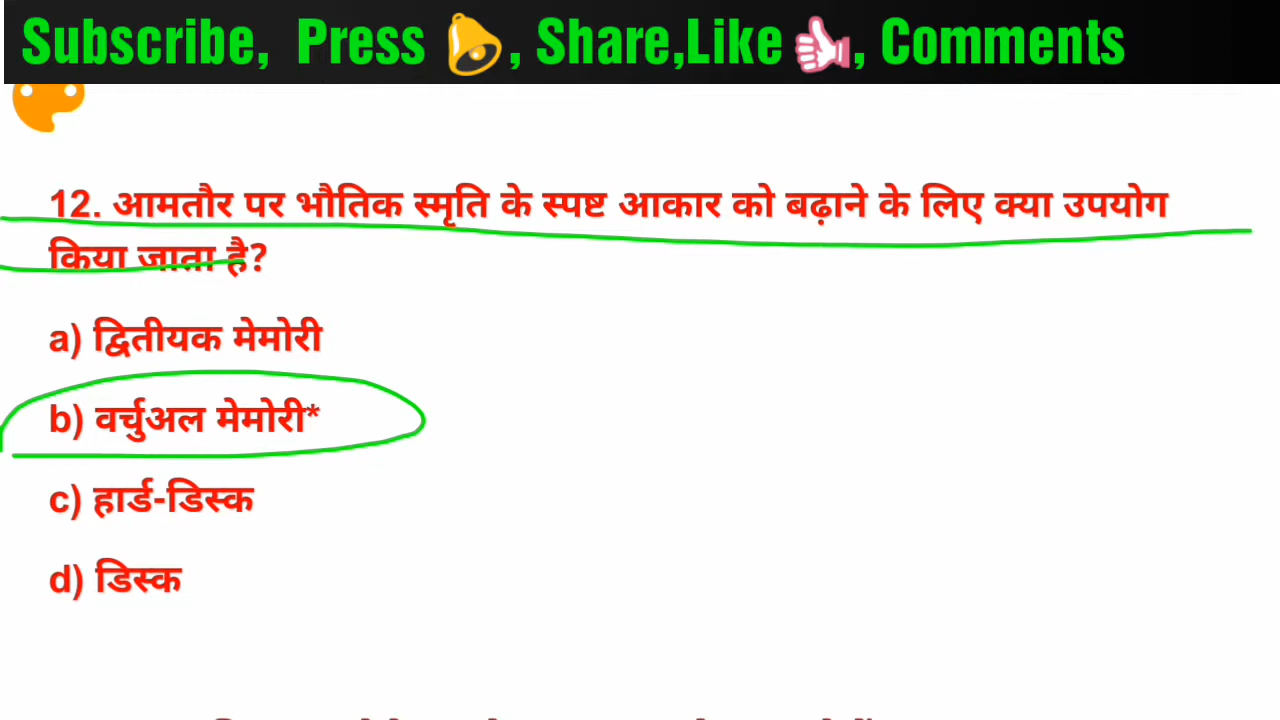 Subscribe, Press 🔔, Share,Like 👍, Comments
12. आमतौर पर भौतिक स्मृति के स्पष्ट आकार को बढ़ाने के लिए क्या उपयोग
किया जाता है?
a) द्वितीयक मेमोरी
b) वर्चुअल मेमोरी*
c) हार्ड-डिस्क
d) डिस्क